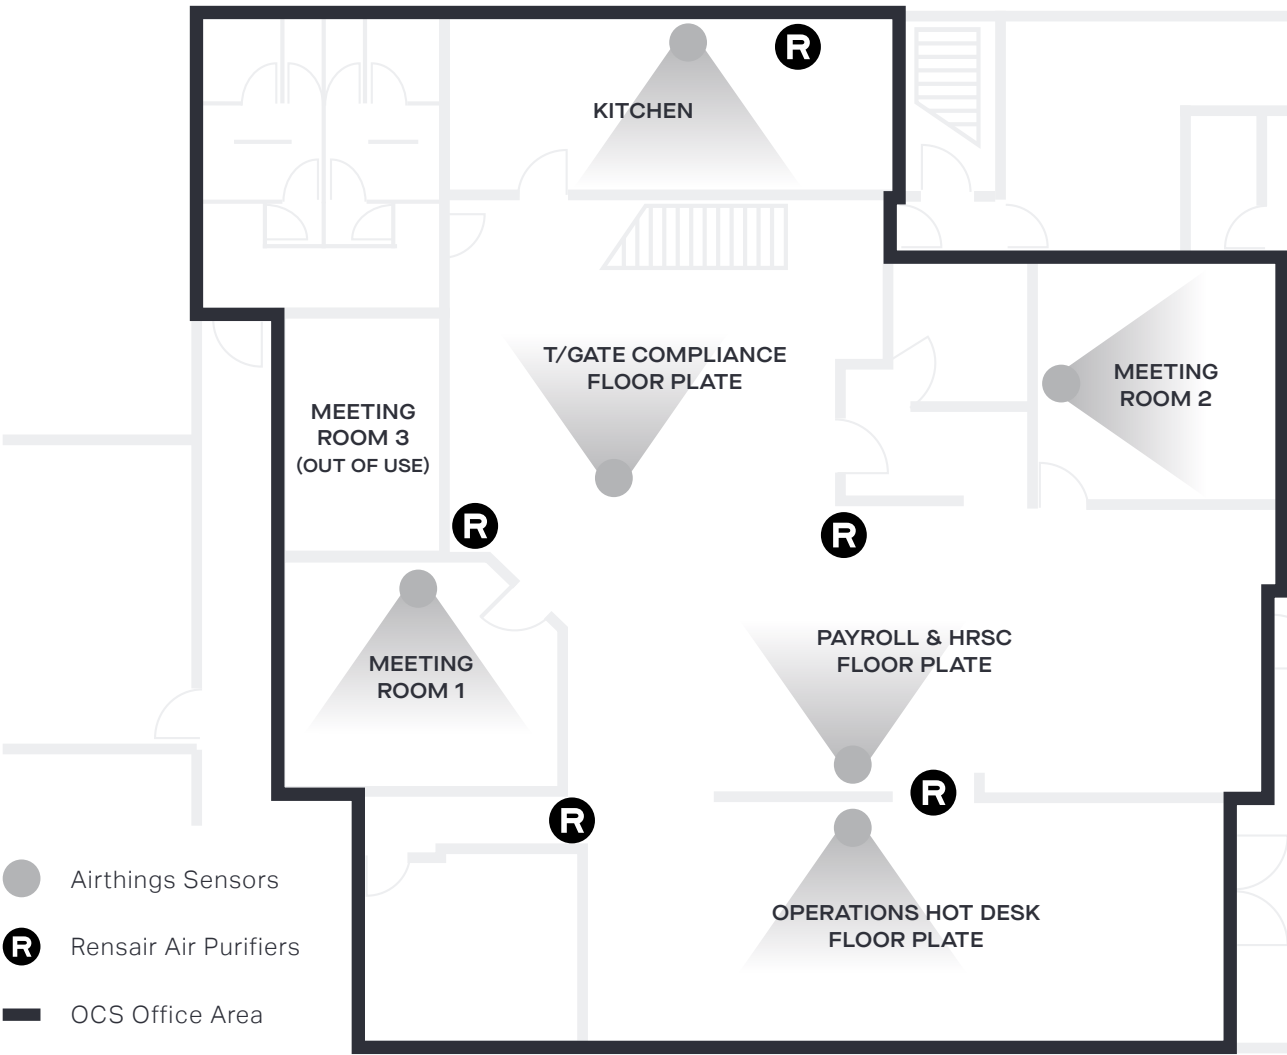 R
KITCHEN
T/GATE COMPLIANCE
FLOOR PLATE
MEETING
ROOM 2
MEETING
ROOM 3
(OUT OF USE)
R
R
MEETING
ROOM 1
PAYROLL & HRSC
FLOOR PLATE
R
R
OPERATIONS HOT DESK
FLOOR PLATE
Airthings Sensors
R Rensair Air Purifiers
OCS Office Area